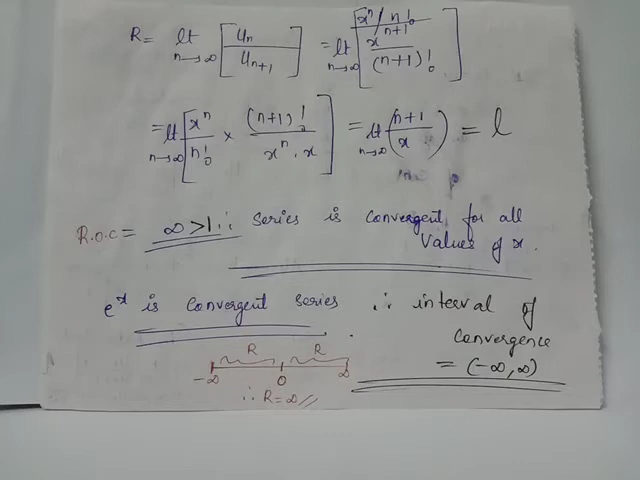 R = lt n→∞ [ Un / Un+1 ] = lt n→∞ [ x^n / n! / x^n+1 / (n+1)! ]
= lt n→∞ [ x^n / n! × (n+1)! / x^n . x ] = lt n→∞ ( n+1 / x ) = l
R.o.c = ∞ > 1 ∴ series is convergent for all
values of x.
e^x is convergent series ∴ interval of
convergence
= (-∞, ∞)
R R
-∞ 0 ∞
∴ R = ∞